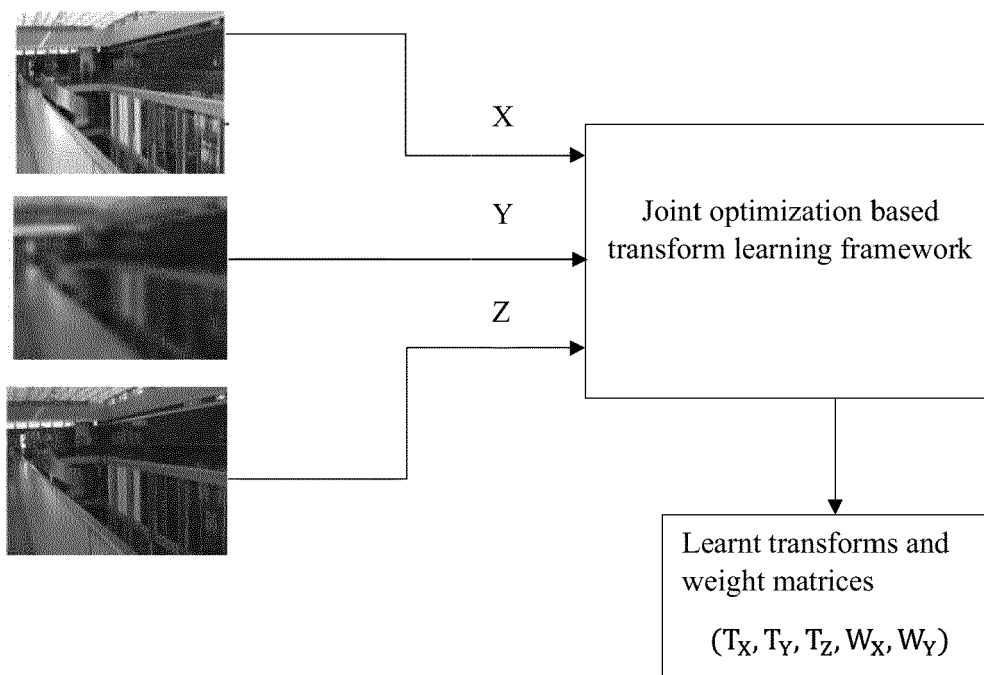 X
Y
Z
Joint optimization based
transform learning framework
Learnt transforms and
weight matrices
(T_X, T_Y, T_Z, W_X, W_Y)